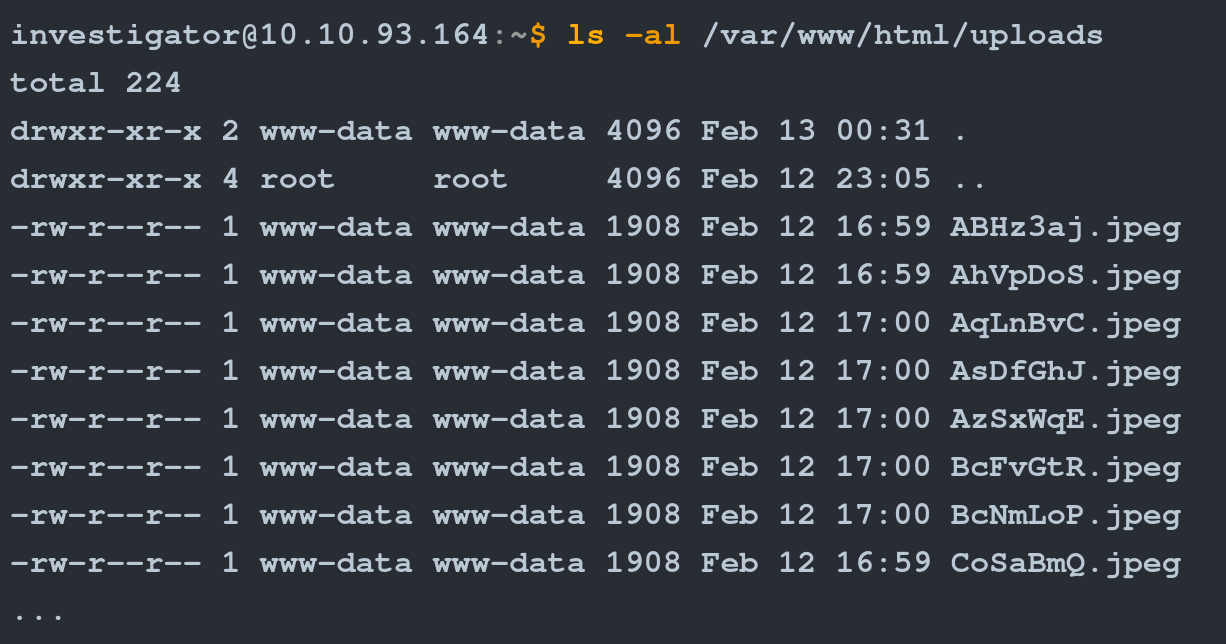 investigator@10.10.93.164:~$ ls -al /var/www/html/uploads
total 224
drwxr-xr-x 2 www-data www-data 4096 Feb 13 00:31 .
drwxr-xr-x 4 root     root     4096 Feb 12 23:05 ..
-rw-r--r-- 1 www-data www-data 1908 Feb 12 16:59 ABHz3aj.jpeg
-rw-r--r-- 1 www-data www-data 1908 Feb 12 16:59 AhVpDoS.jpeg
-rw-r--r-- 1 www-data www-data 1908 Feb 12 17:00 AqLnBvC.jpeg
-rw-r--r-- 1 www-data www-data 1908 Feb 12 17:00 AsDfGhJ.jpeg
-rw-r--r-- 1 www-data www-data 1908 Feb 12 17:00 AzSxWqE.jpeg
-rw-r--r-- 1 www-data www-data 1908 Feb 12 17:00 BcFvGtR.jpeg
-rw-r--r-- 1 www-data www-data 1908 Feb 12 17:00 BcNmLoP.jpeg
-rw-r--r-- 1 www-data www-data 1908 Feb 12 16:59 CoSaBmQ.jpeg
...